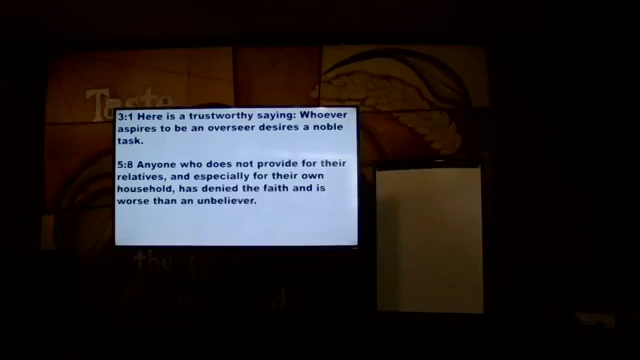 Taste
3:1 Here is a trustworthy saying: Whoever
aspires to be an overseer desires a noble
task.
5:8 Anyone who does not provide for their
relatives, and especially for their own
household, has denied the faith and is
worse than an unbeliever.
the